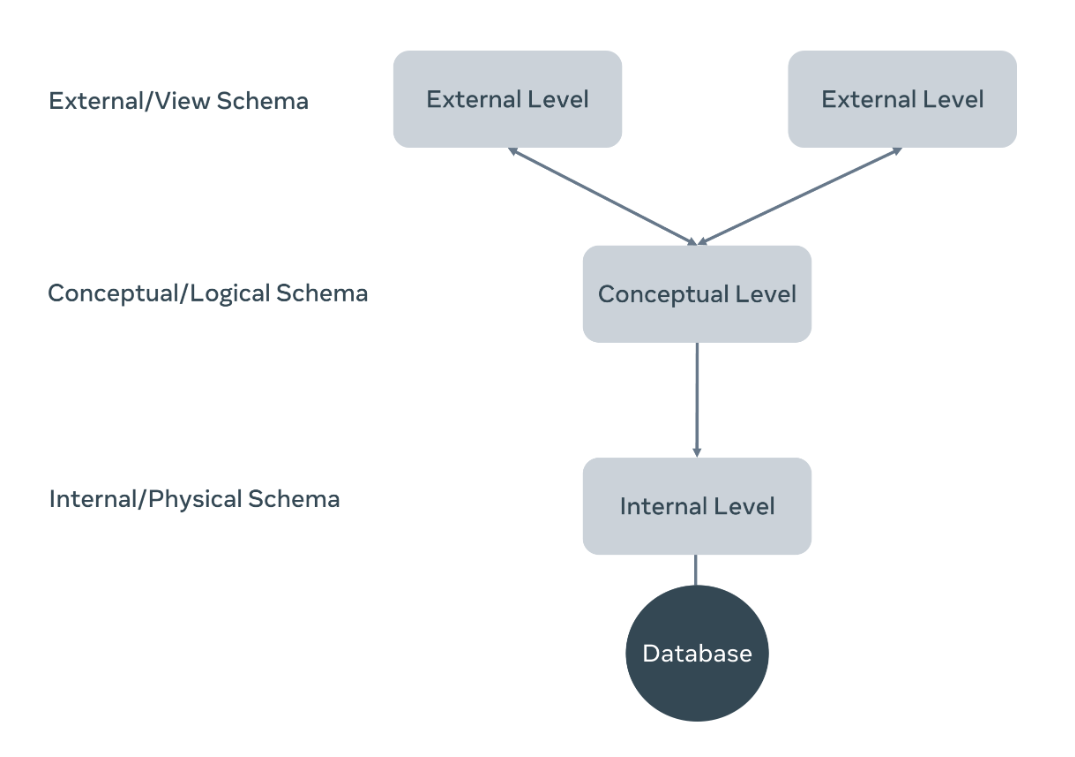 External/View Schema
External Level
External Level
Conceptual/Logical Schema
Conceptual Level
Internal/Physical Schema
Internal Level
Database